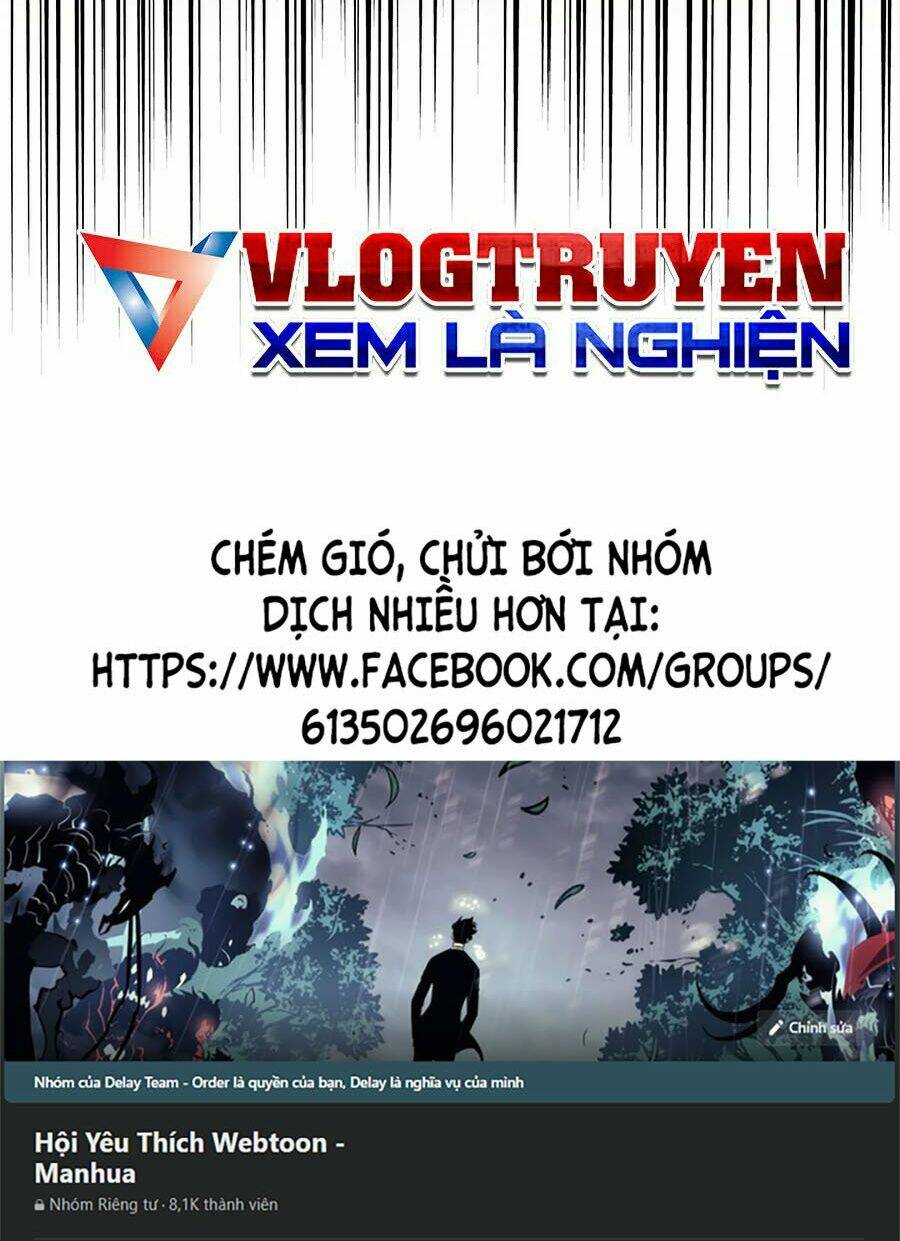 VLOGTRUYEN
XEM LÀ NGHIỆN
CHÉM GIÓ, CHỬI BỚI NHÓM
DỊCH NHIỀU HƠN TẠI:
HTTPS://WWW.FACEBOOK.COM/GROUPS/
613502696021712
Chỉnh sửa
Nhóm của Delay Team - Order là quyền của bạn, Delay là nghĩa vụ của mình
Hội Yêu Thích Webtoon -
Manhua
Nhóm Riêng tư · 8,1K thành viên